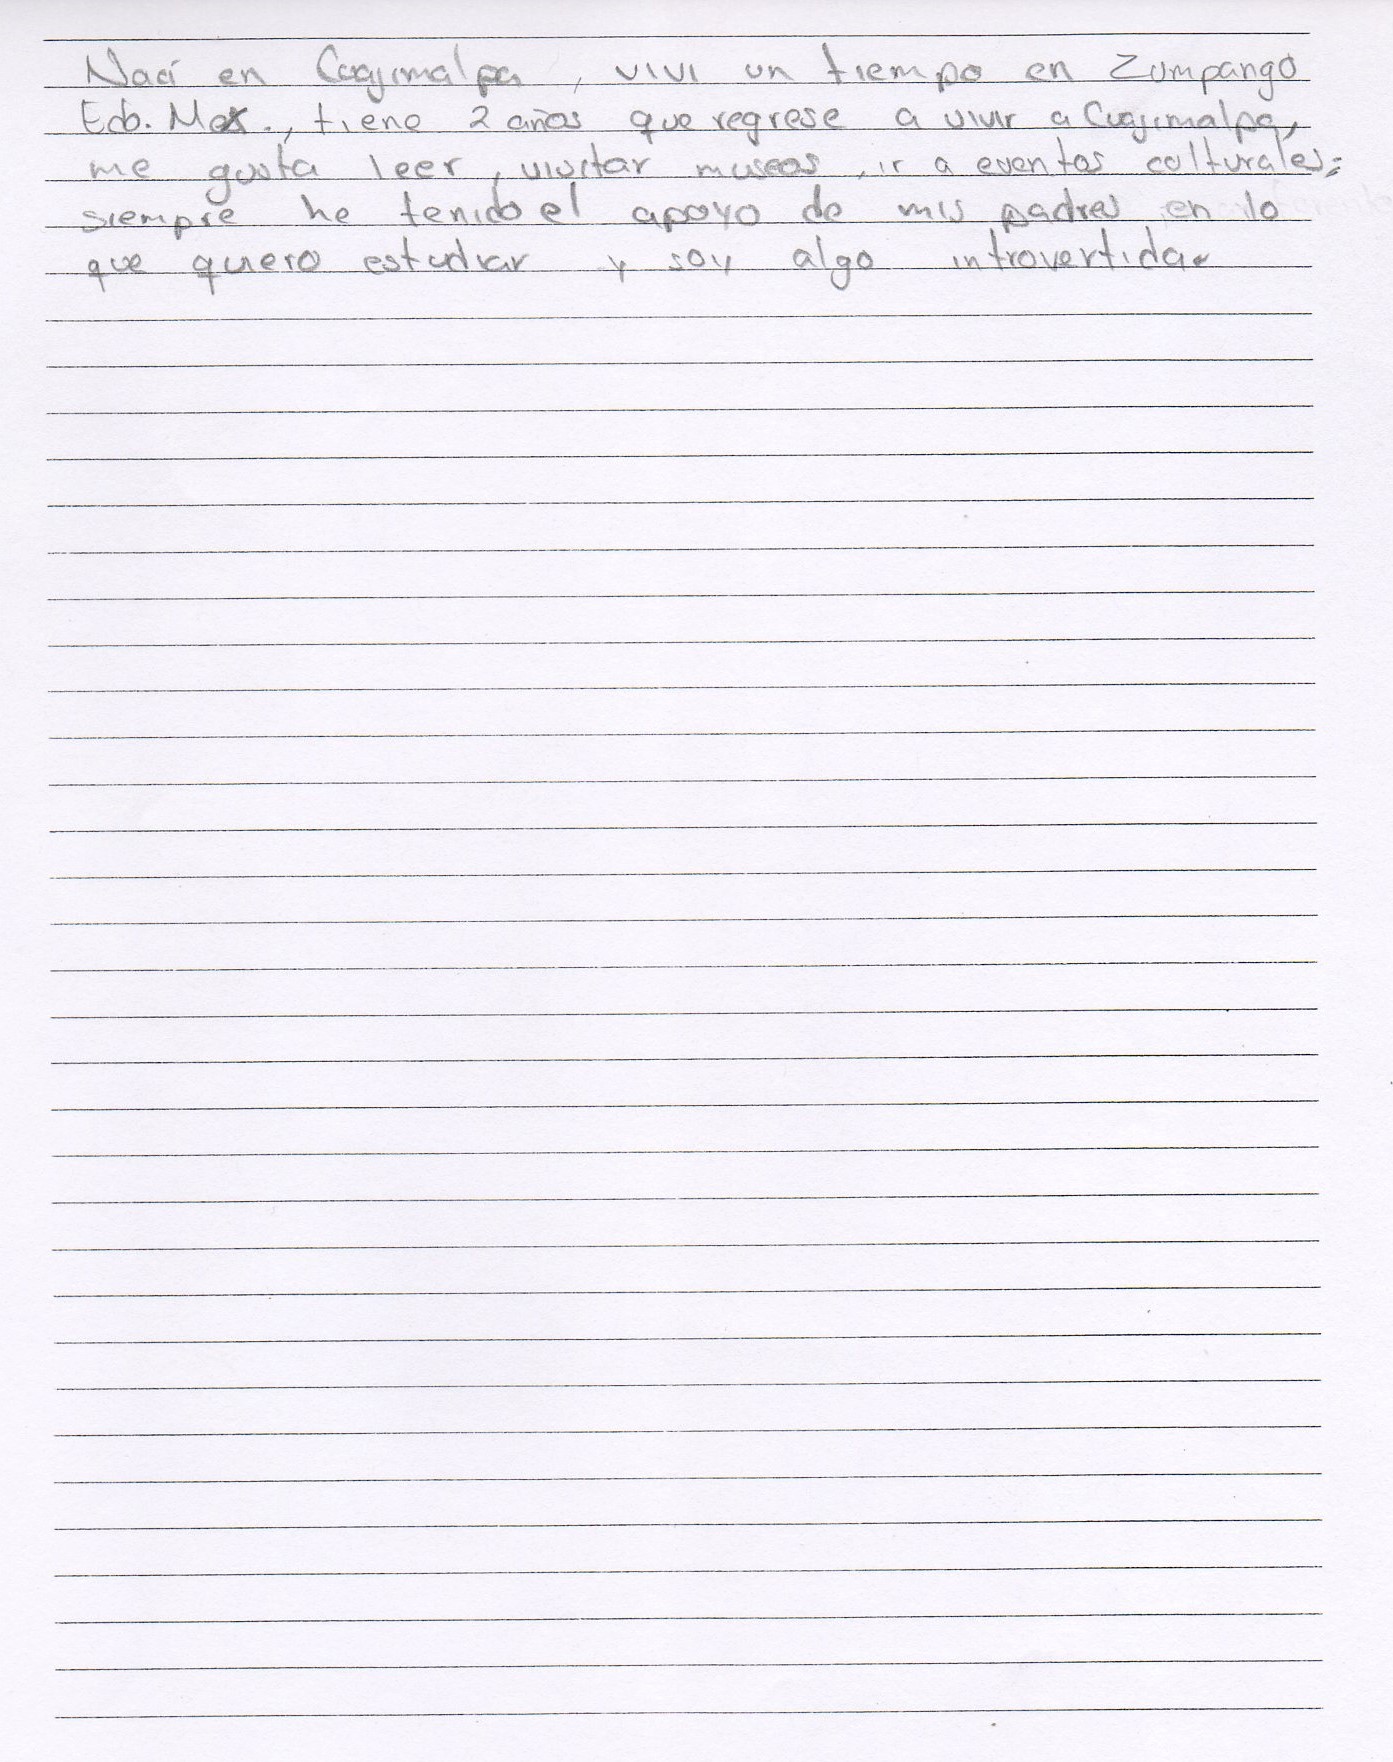 Nací en Cuajimalpa, vivi un tiempo en Zumpango
Edo. Mex., tiene 2 años que regrese a vivir a Cuajimalpa,
me gusta leer, visitar museos, ir a eventos culturales;
siempre he tenido el apoyo de mis padres en lo
que quiero estudiar y soy algo introvertida.